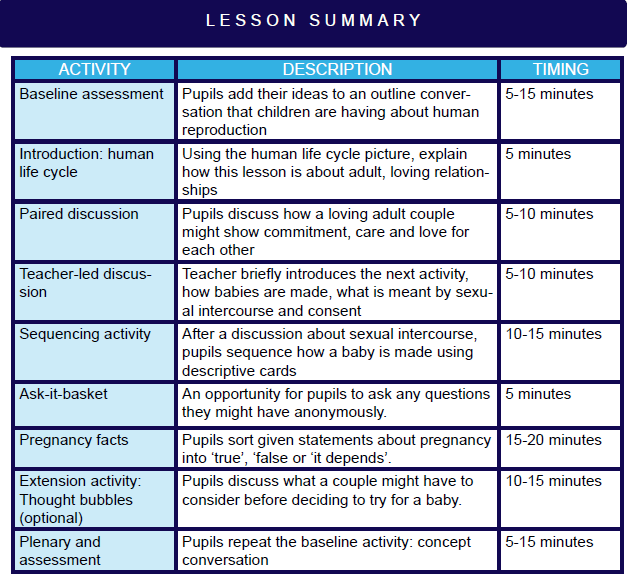 LESSON SUMMARY
ACTIVITY DESCRIPTION TIMING
Baseline assessment
Pupils add their ideas to an outline conver-
sation that children are having about human
reproduction
5-15 minutes
Introduction: human
life cycle
Using the human life cycle picture, explain
how this lesson is about adult, loving relation-
ships
5 minutes
Paired discussion
Pupils discuss how a loving adult couple
might show commitment, care and love for
each other
5-10 minutes
Teacher-led discus-
sion
Teacher briefly introduces the next activity,
how babies are made, what is meant by sexu-
al intercourse and consent
5-10 minutes
Sequencing activity
After a discussion about sexual intercourse,
pupils sequence how a baby is made using
descriptive cards
10-15 minutes
Ask-it-basket
An opportunity for pupils to ask any questions
they might have anonymously.
5 minutes
Pregnancy facts
Pupils sort given statements about pregnancy
into ‘true’, ‘false or ‘it depends’.
15-20 minutes
Extension activity:
Thought bubbles
(optional)
Pupils discuss what a couple might have to
consider before deciding to try for a baby.
10-15 minutes
Plenary and
assessment
Pupils repeat the baseline activity: concept
conversation
5-15 minutes